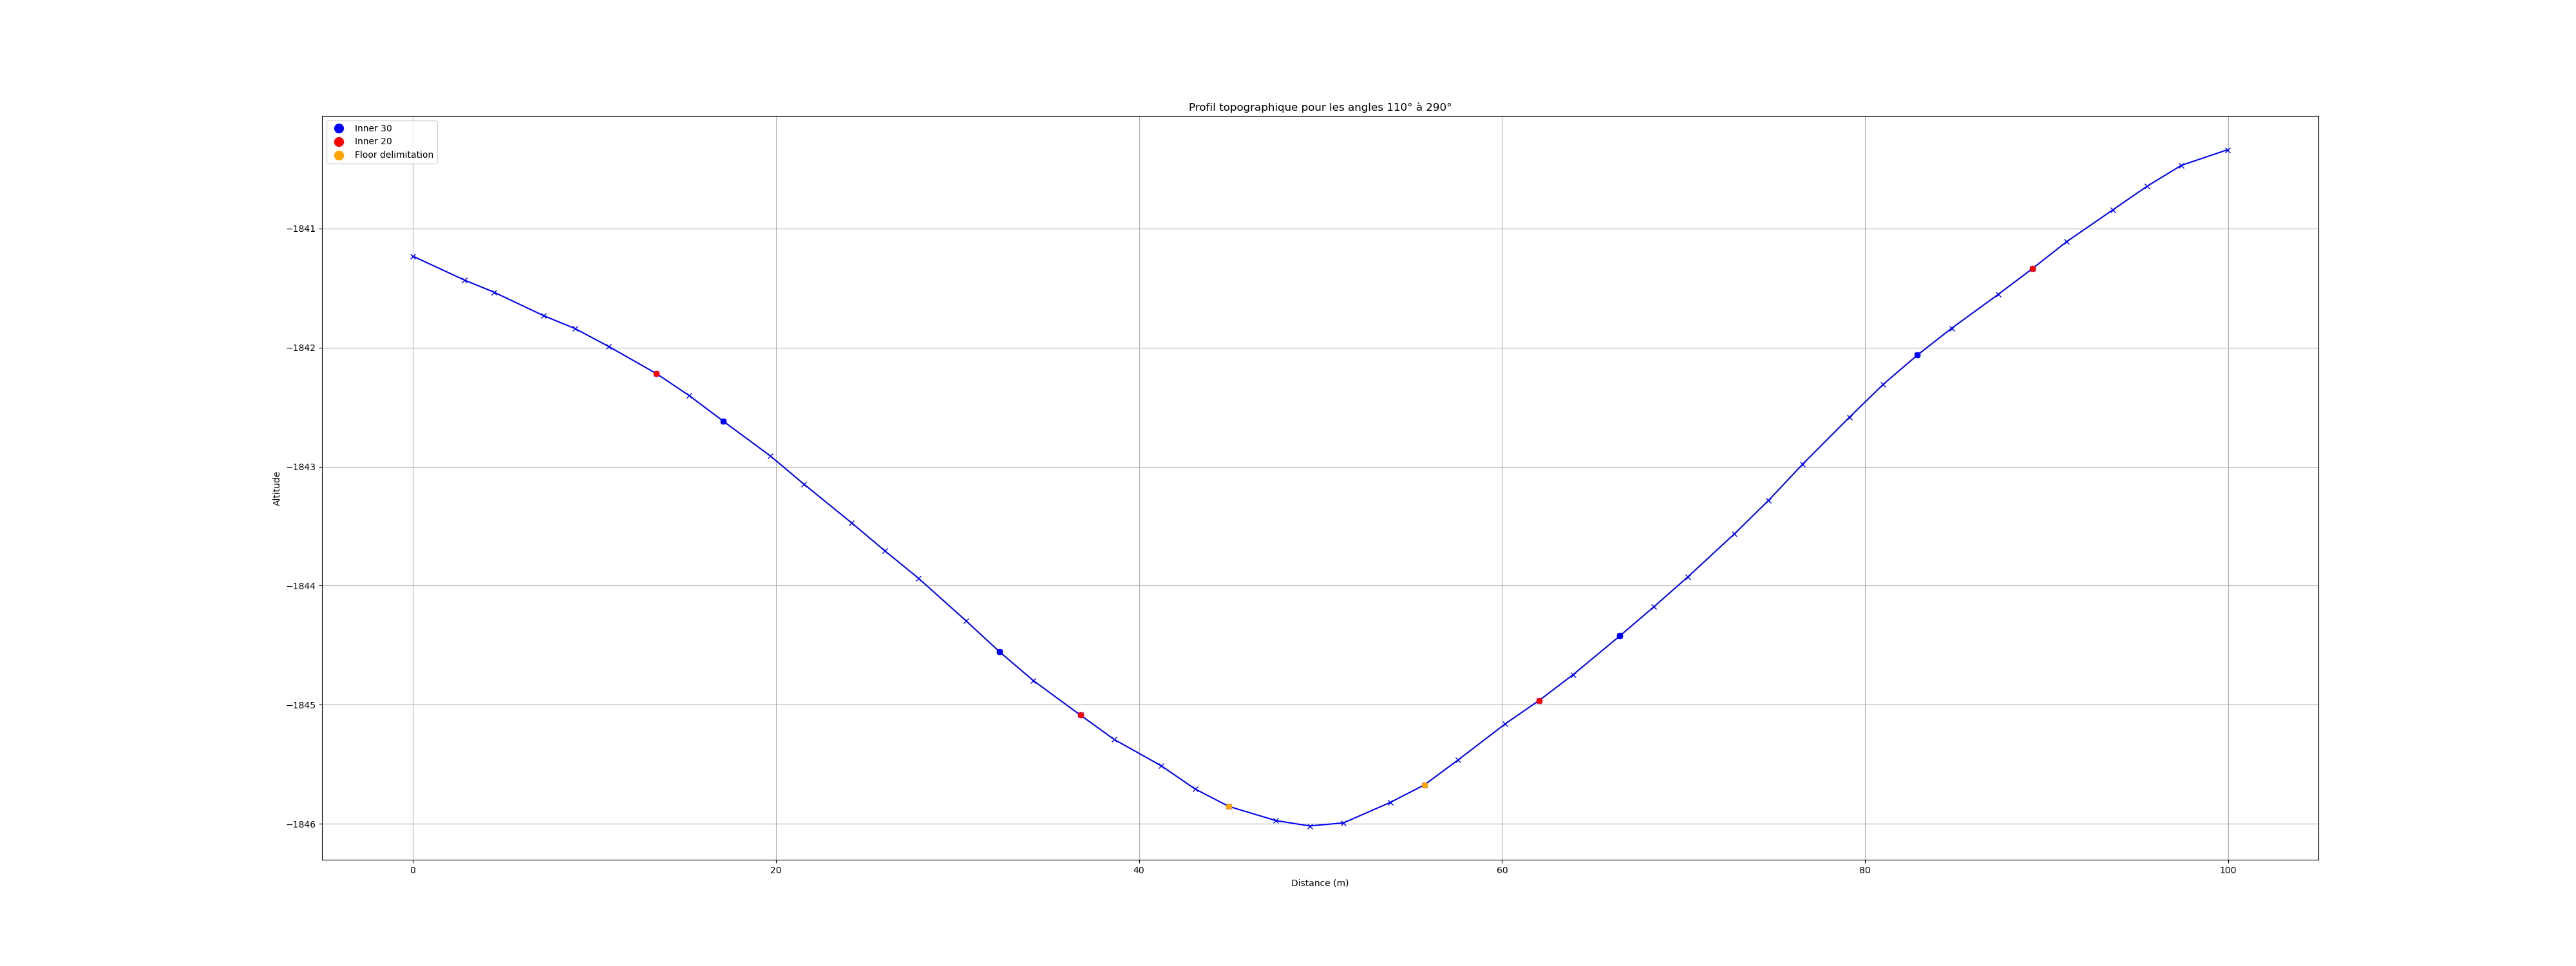 Profil topographique pour les angles 110° à 290°
Inner 30
Inner 20
Floor delimitation
−1841
−1842
−1843
−1844
−1845
−1846
Altitude
0 20 40 60 80 100
Distance (m)